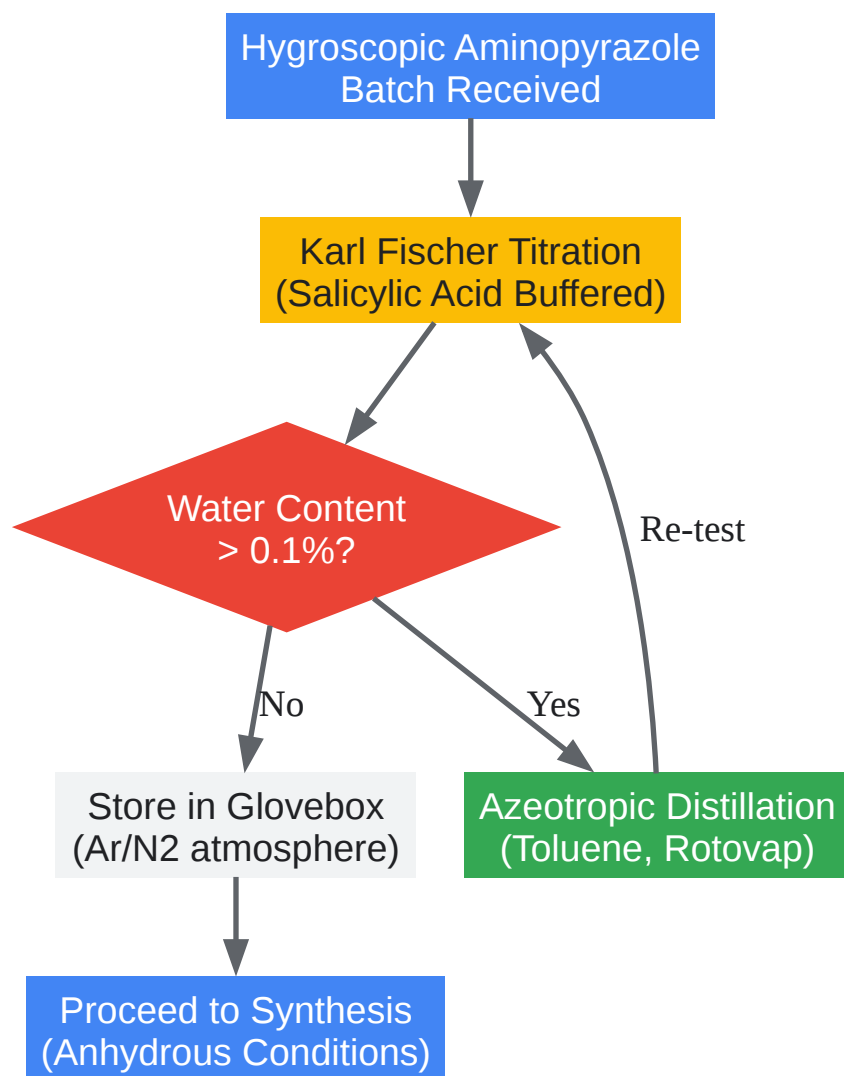 Hygroscopic Aminopyrazole
Batch Received
Karl Fischer Titration
(Salicylic Acid Buffered)
Water Content
> 0.1%?
Re-test
No
Yes
Store in Glovebox
(Ar/N2 atmosphere)
Azeotropic Distillation
(Toluene, Rotovap)
Proceed to Synthesis
(Anhydrous Conditions)